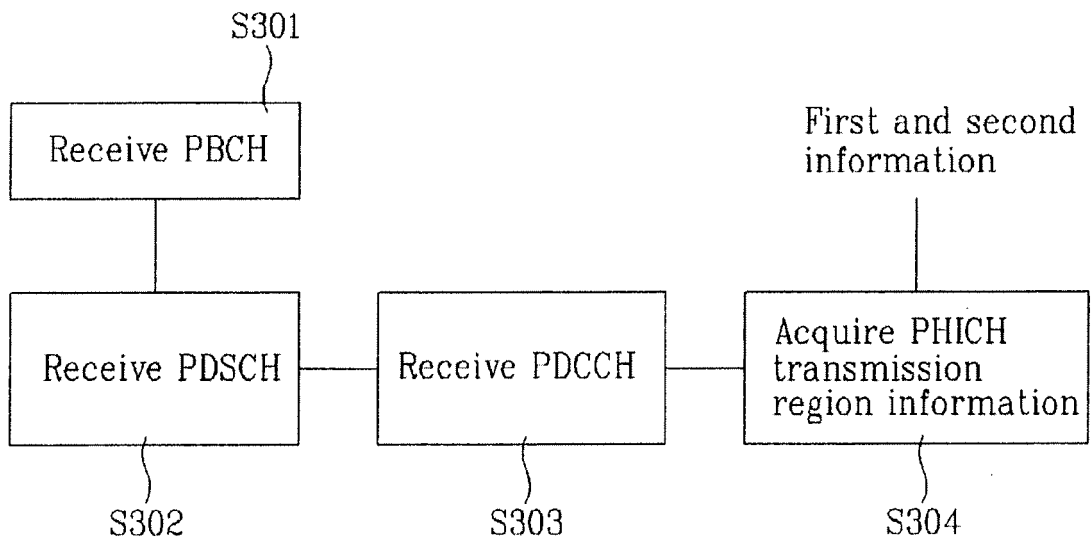 S301
Receive PBCH
First and second
information
Receive PDSCH
Receive PDCCH
Acquire PHICH
transmission
region information
S302
S303
S304